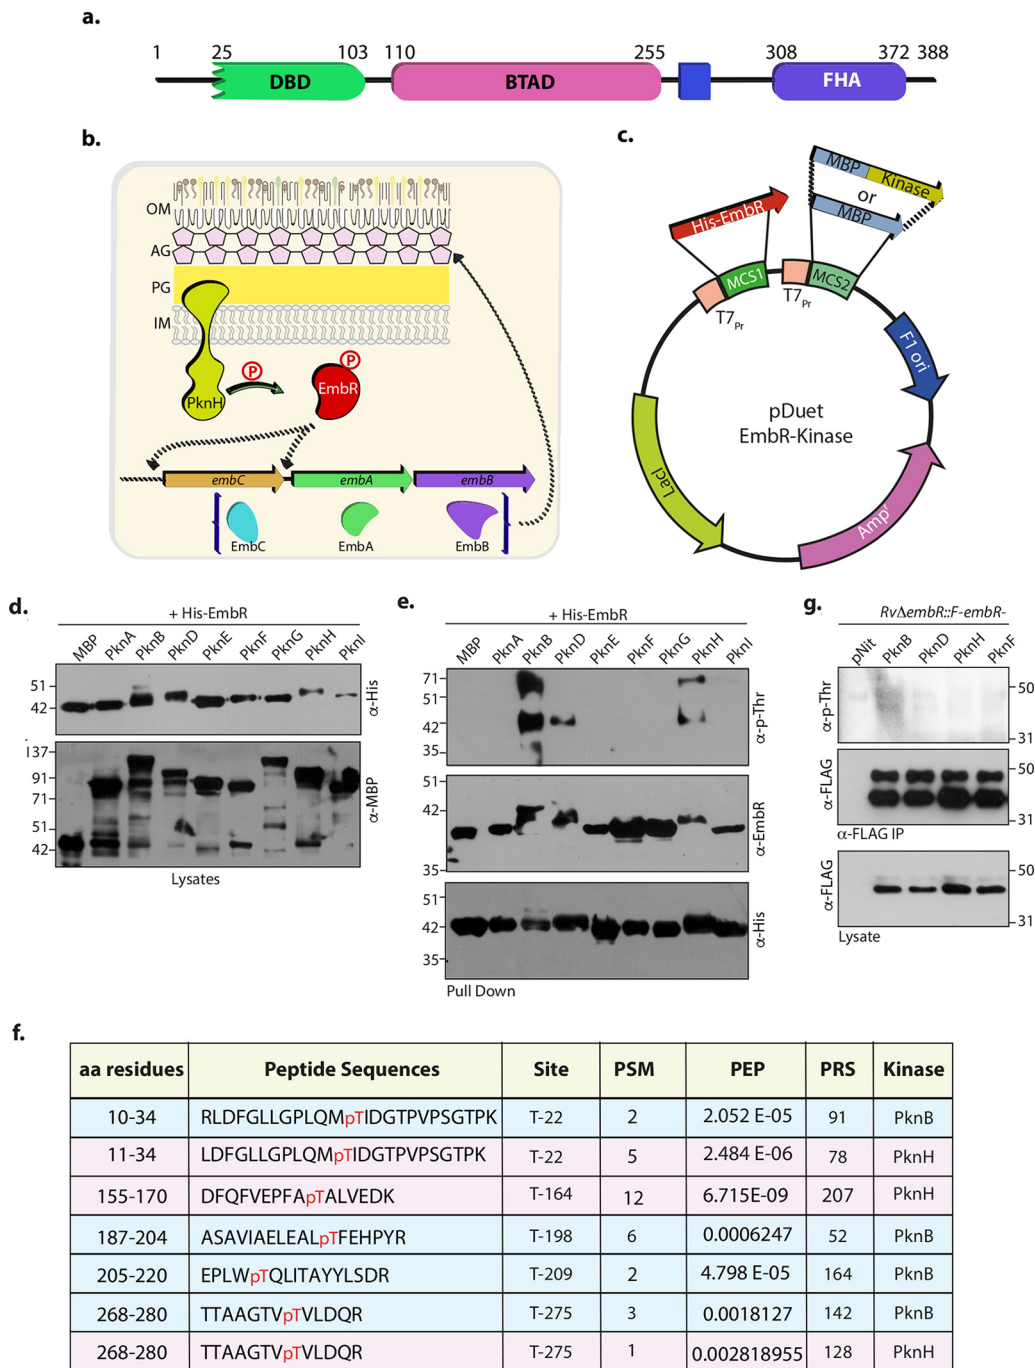 a.
1 25 103 110 255 308 372 388
DBD BTAD FHA
b.
OM
AG
PG
IM
P
P
PknH
EmbR
embC embA embB
EmbC EmbA EmbB
c.
MBP Kinase
or
MBP
His-EmbR
MCS1 MCS2
T7Pr T7Pr
F1 ori
pDuet
EmbR-Kinase
LacI
Ampr
d.
+ His-EmbR
MBP PknA PknB PknD PknE PknF PknG PknH PknI
51
42
α-His
137
91
71
51
42
α-MBP
Lysates
e.
+ His-EmbR
MBP PknA PknB PknD PknE PknF PknG PknH PknI
71
51
42
35
α-p-Thr
51
42
35
α-EmbR
51
42
35
α-His
Pull Down
g.
RvΔembR::F-embR-
pNit PknB PknD PknH PknF
α-p-Thr
50
31
α-FLAG
50
31
α-FLAG IP
α-FLAG
50
31
Lysate
f.
aa residues Peptide Sequences Site PSM PEP PRS Kinase
10-34 RLDFGLLGPLQMpTIDGTPVPSGTPK T-22 2 2.052 E-05 91 PknB
11-34 LDFGLLGPLQMpTIDGTPVPSGTPK T-22 5 2.484 E-06 78 PknH
155-170 DFQFVEPFApTALVEDK T-164 12 6.715E-09 207 PknH
187-204 ASAVIAELEALpTFEHPYR T-198 6 0.0006247 52 PknB
205-220 EPLWpTQLITAYYLSDR T-209 2 4.798 E-05 164 PknB
268-280 TTAAGTVpTVLDQR T-275 3 0.0018127 142 PknB
268-280 TTAAGTVpTVLDQR T-275 1 0.002818955 128 PknH